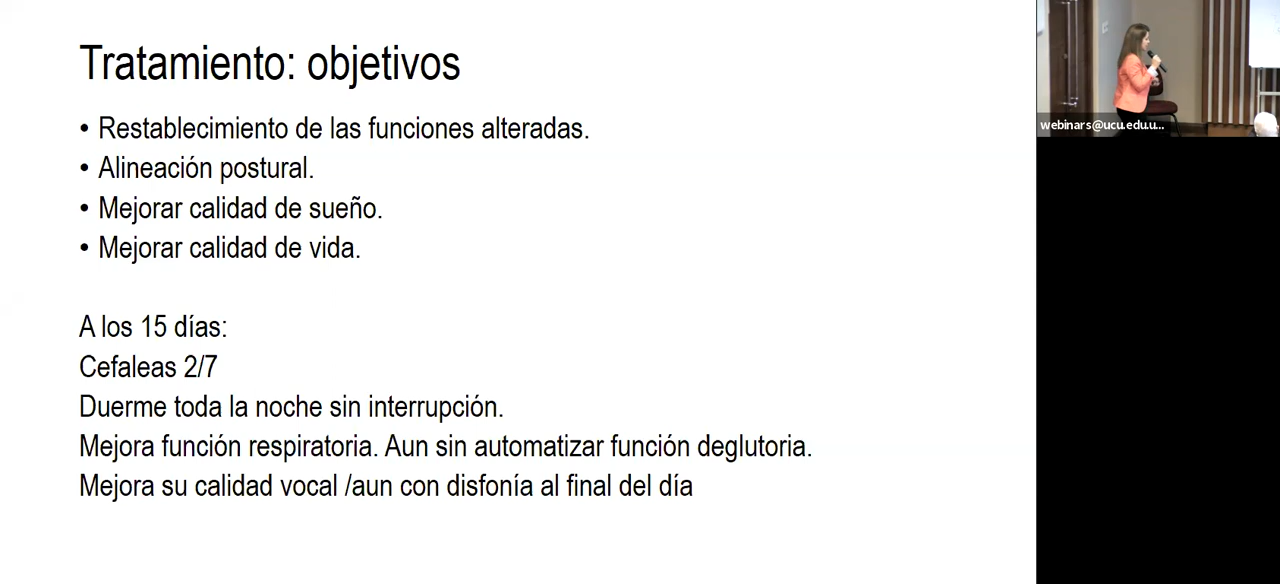 Tratamiento: objetivos
• Restablecimiento de las funciones alteradas.
• Alineación postural.
• Mejorar calidad de sueño.
• Mejorar calidad de vida.
A los 15 días:
Cefaleas 2/7
Duerme toda la noche sin interrupción.
Mejora función respiratoria. Aun sin automatizar función deglutoria.
Mejora su calidad vocal /aun con disfonía al final del día
webinars@ucu.edu.u...